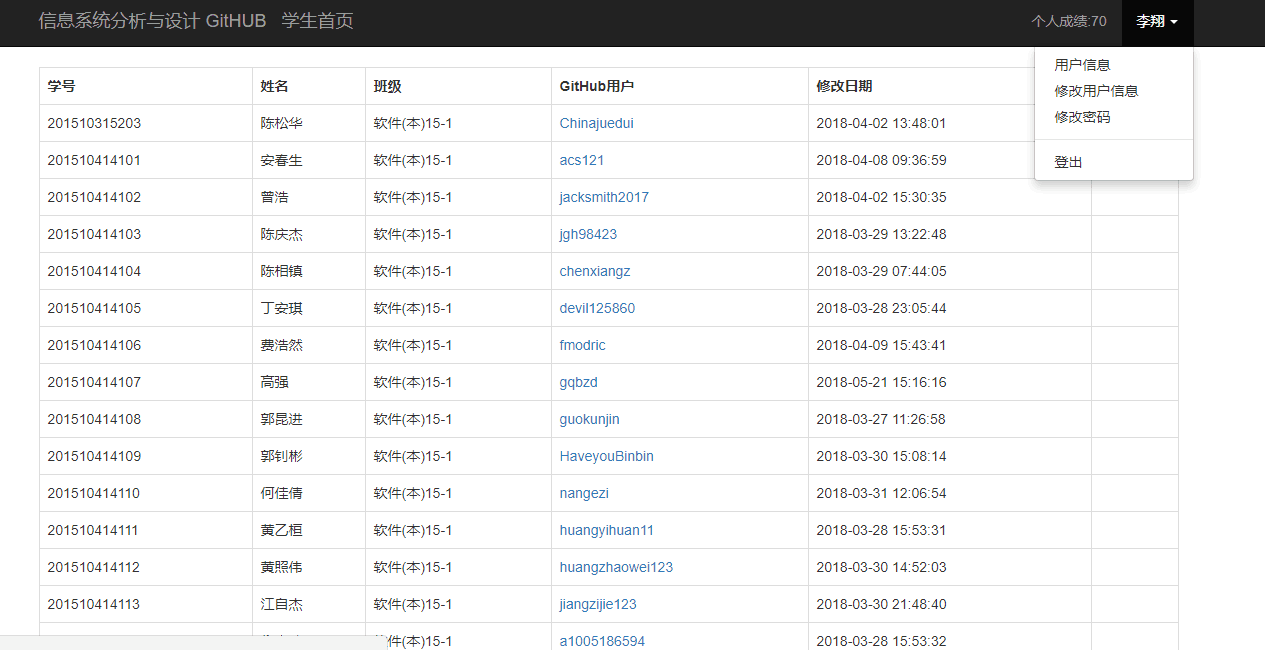 信息系统分析与设计 GitHUB 学生首页 个人成绩:70 李翔
用户信息
修改用户信息
修改密码
登出
学号 姓名 班级 GitHub用户 修改日期
201510315203 陈松华 软件(本)15-1 Chinajuedui 2018-04-02 13:48:01
201510414101 安春生 软件(本)15-1 acs121 2018-04-08 09:36:59
201510414102 曾浩 软件(本)15-1 jacksmith2017 2018-04-02 15:30:35
201510414103 陈庆杰 软件(本)15-1 jgh98423 2018-03-29 13:22:48
201510414104 陈相镇 软件(本)15-1 chenxiangz 2018-03-29 07:44:05
201510414105 丁安琪 软件(本)15-1 devil125860 2018-03-28 23:05:44
201510414106 费浩然 软件(本)15-1 fmodric 2018-04-09 15:43:41
201510414107 高强 软件(本)15-1 gqbzd 2018-05-21 15:16:16
201510414108 郭昆进 软件(本)15-1 guokunjin 2018-03-27 11:26:58
201510414109 郭钊彬 软件(本)15-1 HaveyouBinbin 2018-03-30 15:08:14
201510414110 何佳倩 软件(本)15-1 nangezi 2018-03-31 12:06:54
201510414111 黄乙桓 软件(本)15-1 huangyihuan11 2018-03-28 15:53:31
201510414112 黄照伟 软件(本)15-1 huangzhaowei123 2018-03-30 14:52:03
201510414113 江自杰 软件(本)15-1 jiangzijie123 2018-03-30 21:48:40
件(本)15-1 a1005186594 2018-03-28 15:53:32